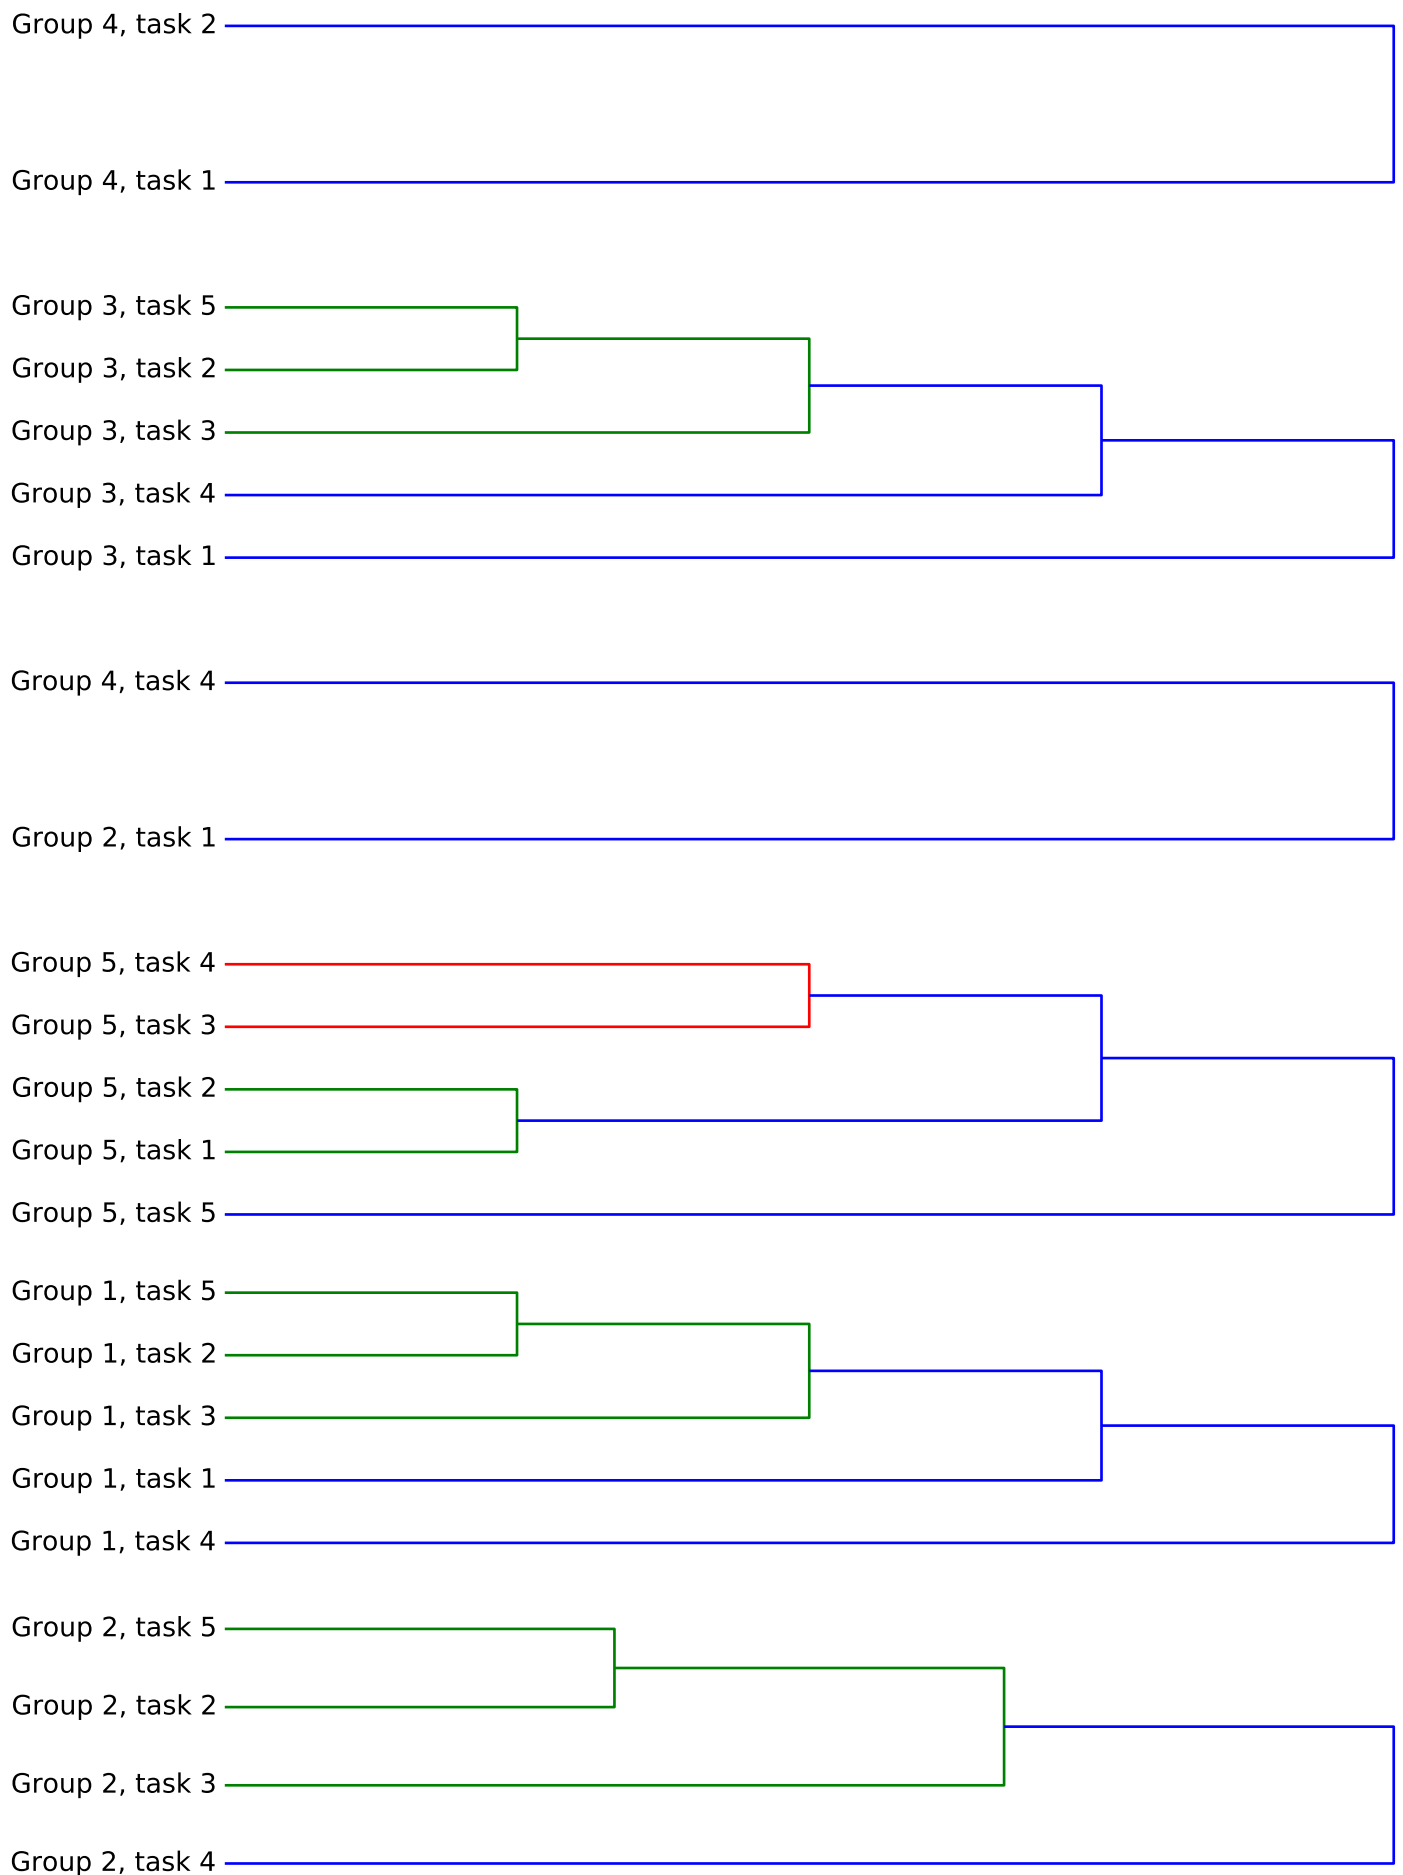 Group 4, task 2
Group 4, task 1
Group 3, task 5
Group 3, task 2
Group 3, task 3
Group 3, task 4
Group 3, task 1
Group 4, task 4
Group 2, task 1
Group 5, task 4
Group 5, task 3
Group 5, task 2
Group 5, task 1
Group 5, task 5
Group 1, task 5
Group 1, task 2
Group 1, task 3
Group 1, task 1
Group 1, task 4
Group 2, task 5
Group 2, task 2
Group 2, task 3
Group 2, task 4